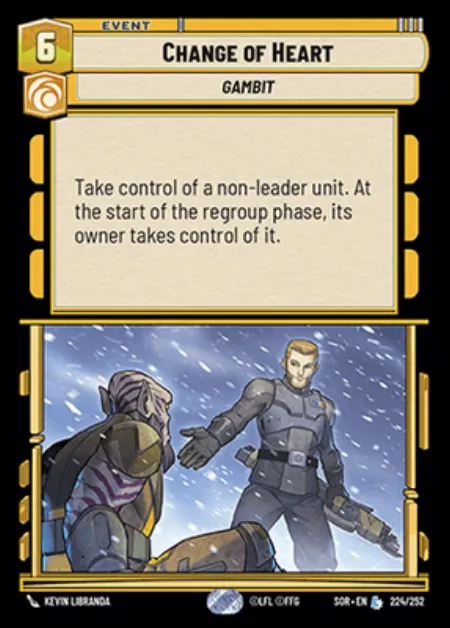 EVENT
6
CHANGE OF HEART
GAMBIT
Take control of a non-leader unit. At
the start of the regroup phase, its
owner takes control of it.
KEVIN LIBRANDA
©LFL ⒾFFG
SOR • EN
224/252